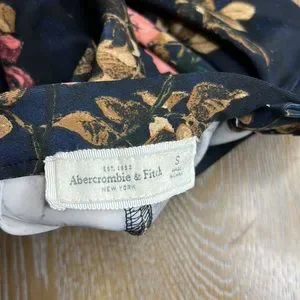 EST. 1892
Abercrombie & Fitch
NEW YORK
S